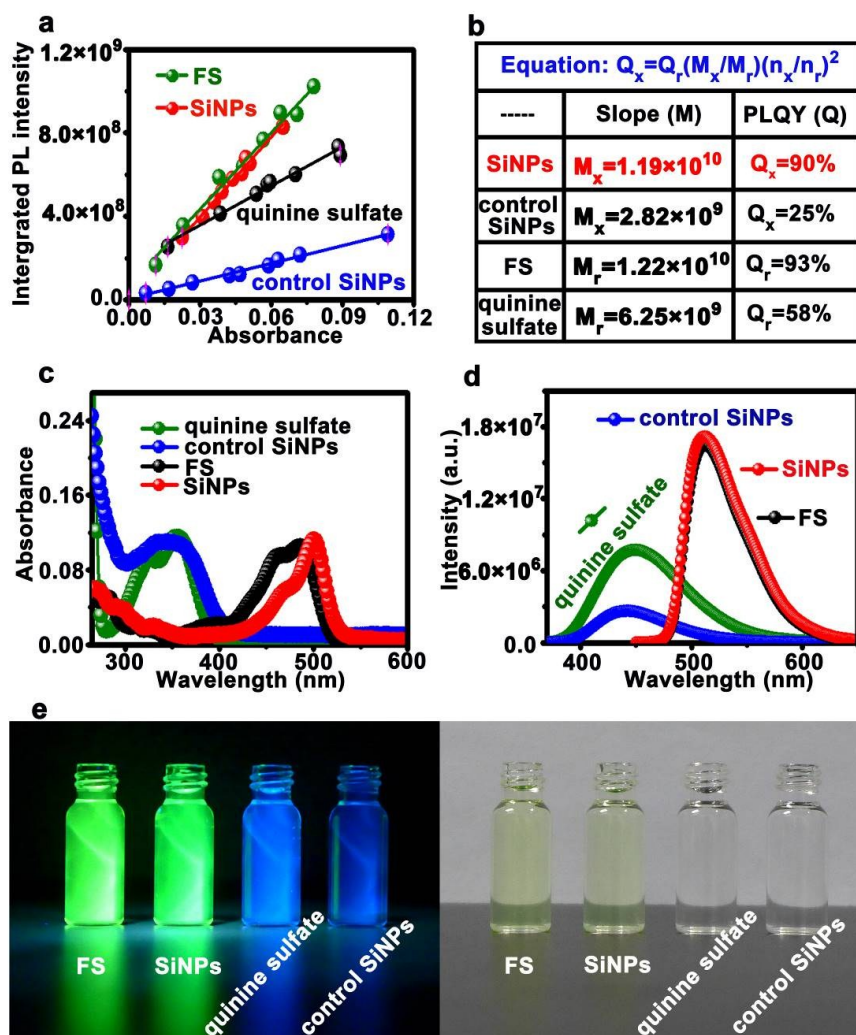 a
Intergrated PL intensity
1.2×10⁹
8.0×10⁸
4.0×10⁸
0.0
FS
SiNPs
quinine sulfate
control SiNPs
0.00
0.03
0.06
0.09
0.12
Absorbance
b
Equation: Qₓ=Qᵣ(Mₓ/Mᵣ)(nₓ/nᵣ)²
----- Slope (M) PLQY (Q)
SiNPs Mₓ=1.19×10¹⁰ Qₓ=90%
control
SiNPs Mₓ=2.82×10⁹ Qₓ=25%
FS Mᵣ=1.22×10¹⁰ Qᵣ=93%
quinine
sulfate Mᵣ=6.25×10⁹ Qᵣ=58%
c
Absorbance
0.24
0.16
0.08
0.00
quinine sulfate
control SiNPs
FS
SiNPs
300 400 500 600
Wavelength (nm)
d
Intensity (a.u.)
1.8×10⁷
1.2×10⁷
6.0×10⁶
0.0
control SiNPs
SiNPs
FS
quinine sulfate
400 500 600
Wavelength (nm)
e
FS
SiNPs
quinine sulfate
control SiNPs
FS
SiNPs
quinine sulfate
control SiNPs